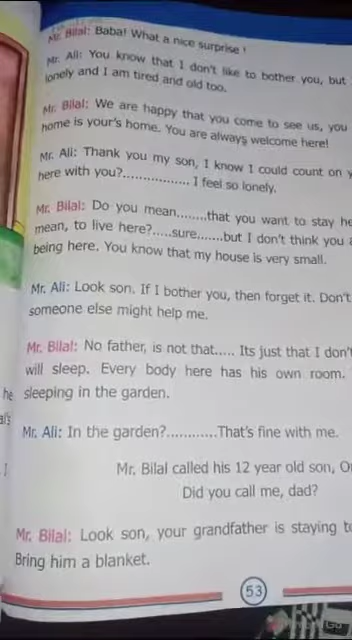 Mr. Bilal: Baba! What a nice surprise !
Mr. Ali: You know that I don't like to bother you, but
lonely and I am tired and old too.
Mr. Bilal: We are happy that you come to see us, you
home is your's home. You are always welcome here!
Mr. Ali: Thank you my son, I know I could count on
here with you?................. I feel so lonely.
Mr. Bilal: Do you mean........that you want to stay he
mean, to live here?.....sure.......but I don't think you
being here. You know that my house is very small.
Mr. Ali: Look son. If I bother you, then forget it. Don't
someone else might help me.
Mr. Bilal: No father, is not that..... Its just that I don't
will sleep. Every body here has his own room.
he sleeping in the garden.
al's
Mr. Ali: In the garden?............That's fine with me.
I
Mr. Bilal called his 12 year old son, O
Did you call me, dad?
Mr. Bilal: Look son, your grandfather is staying to
Bring him a blanket.
53